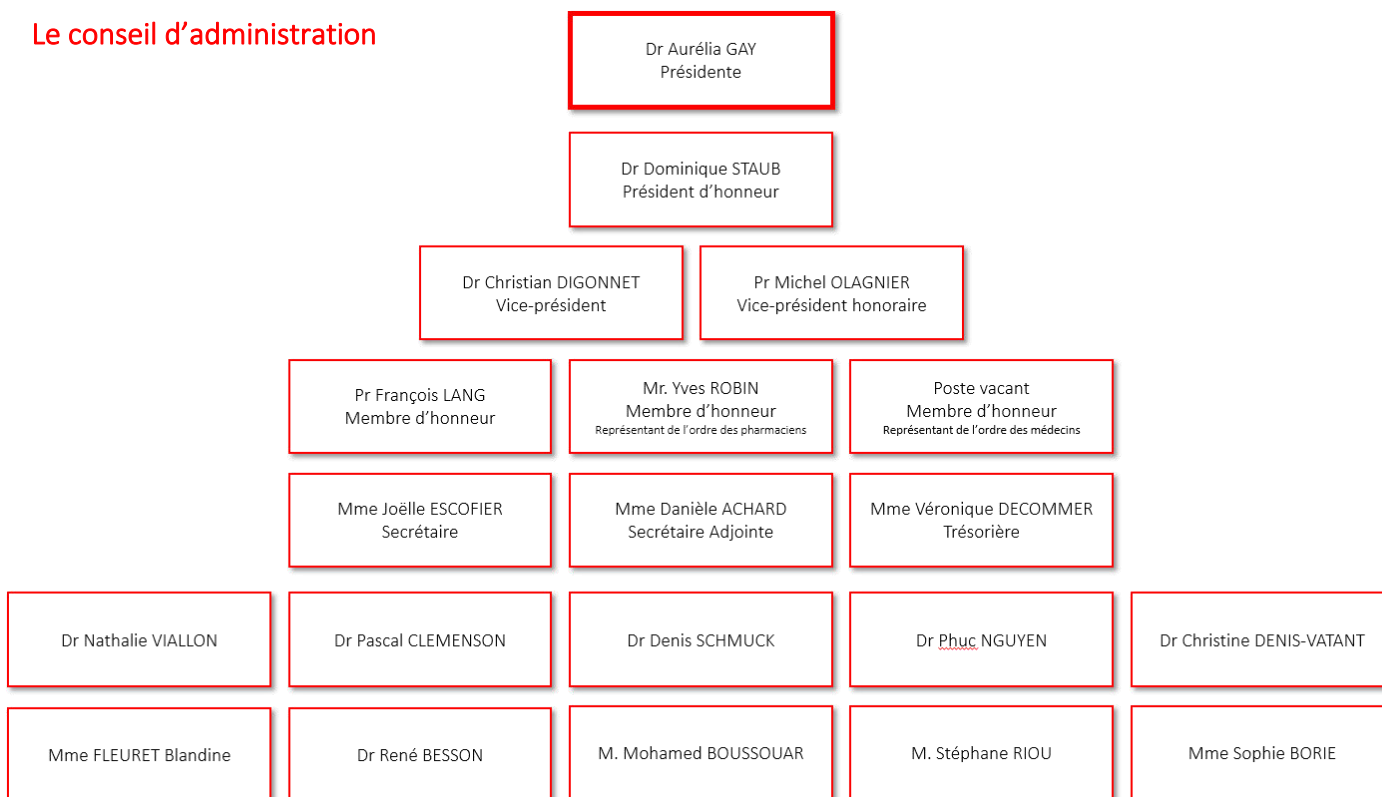 Le conseil d’administration
Dr Aurélia GAY
Présidente
Dr Dominique STAUB
Président d’honneur
Dr Christian DIGONNET
Vice-président
Pr Michel OLAGNIER
Vice-président honoraire
Pr François LANG
Membre d’honneur
Mr. Yves ROBIN
Membre d’honneur
Représentant de l’ordre des pharmaciens
Poste vacant
Membre d’honneur
Représentant de l’ordre des médecins
Mme Joëlle ESCOFIER
Secrétaire
Mme Danièle ACHARD
Secrétaire Adjointe
Mme Véronique DECOMMER
Trésorière
Dr Nathalie VIALLON
Dr Pascal CLEMENSON
Dr Denis SCHMUCK
Dr Phuc NGUYEN
Dr Christine DENIS-VATANT
Mme FLEURET Blandine
Dr René BESSON
M. Mohamed BOUSSOUAR
M. Stéphane RIOU
Mme Sophie BORIE